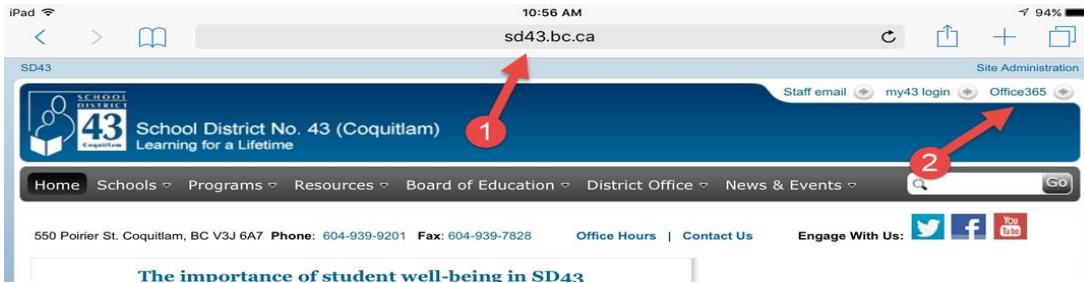 iPad 10:56 AM 94%
sd43.bc.ca
SD43 Site Administration
Staff email my43 login Office365
SCHOOL
DISTRICT
43
Coquitlam
School District No. 43 (Coquitlam)
Learning for a Lifetime
1
2
Home Schools Programs Resources Board of Education District Office News & Events Go
550 Poirier St. Coquitlam, BC V3J 6A7 Phone: 604-939-9201 Fax: 604-939-7828 Office Hours | Contact Us Engage With Us: f You Tube
The importance of student well-being in SD43